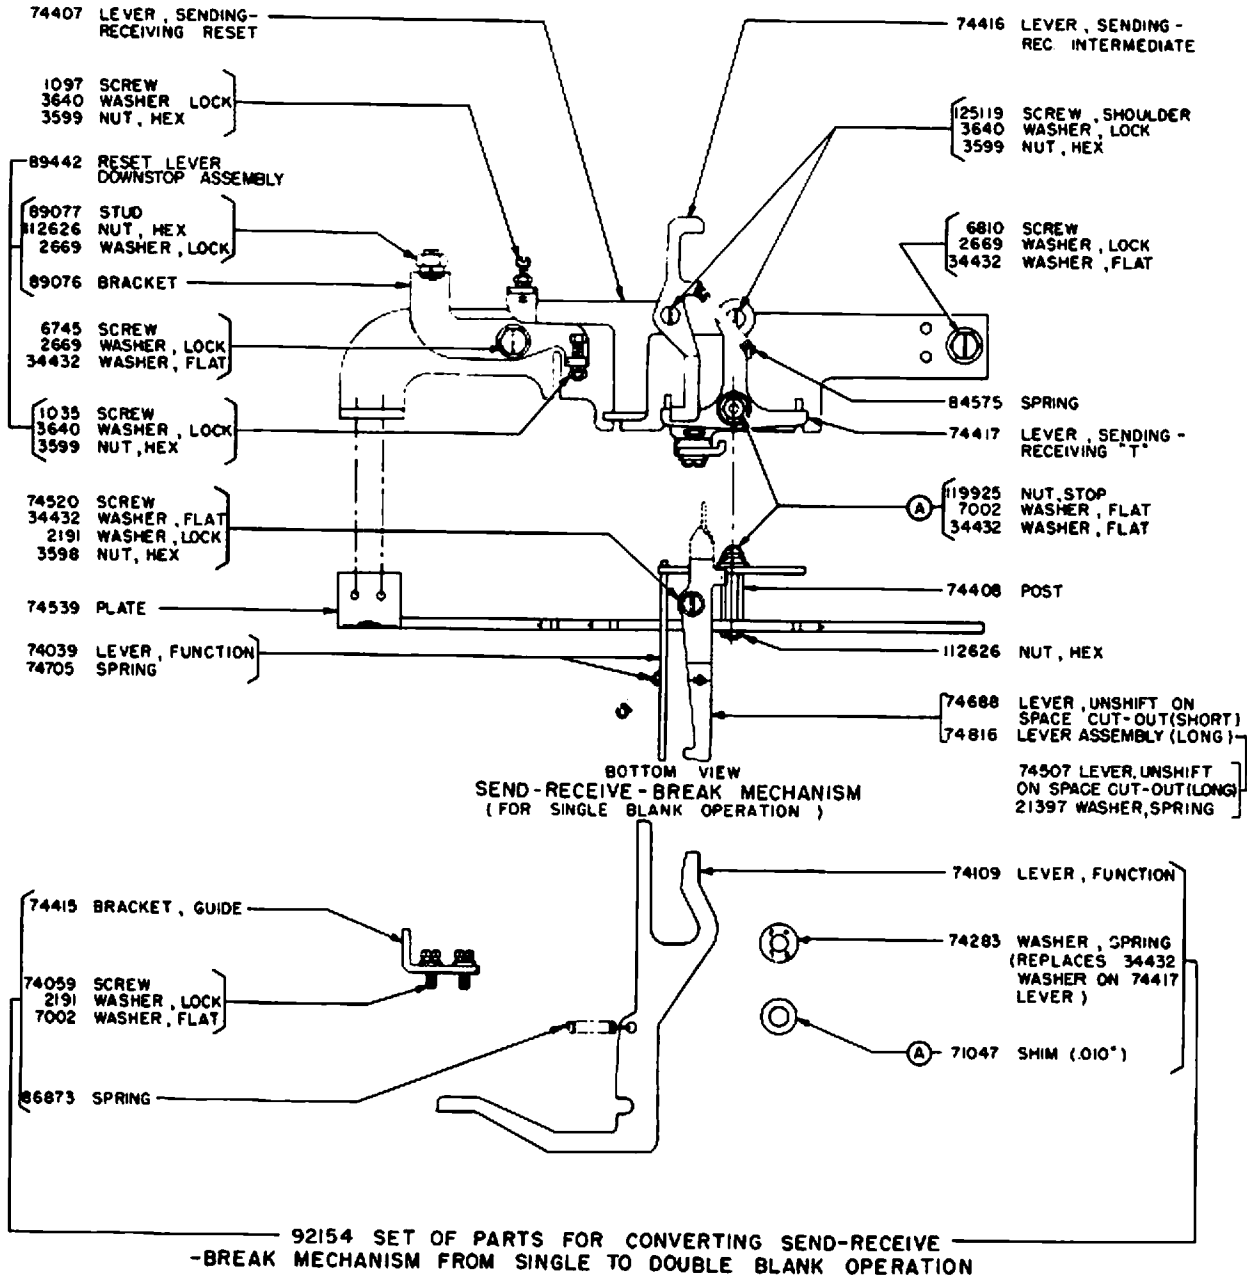 74407 LEVER, SENDING-
RECEIVING RESET
1097 SCREW
3640 WASHER LOCK
3599 NUT, HEX
89442 RESET LEVER
DOWNSTOP ASSEMBLY
89077 STUD
112626 NUT, HEX
2669 WASHER, LOCK
89076 BRACKET
6745 SCREW
2669 WASHER, LOCK
34432 WASHER, FLAT
1035 SCREW
3640 WASHER, LOCK
3599 NUT, HEX
74520 SCREW
34432 WASHER, FLAT
2191 WASHER, LOCK
3598 NUT, HEX
74539 PLATE
74039 LEVER, FUNCTION
74705 SPRING
74416 LEVER, SENDING-
REC. INTERMEDIATE
125119 SCREW, SHOULDER
3640 WASHER, LOCK
3599 NUT, HEX
6810 SCREW
2669 WASHER, LOCK
34432 WASHER, FLAT
84575 SPRING
74417 LEVER, SENDING-
RECEIVING "T"
A
119925 NUT, STOP
7002 WASHER, FLAT
34432 WASHER, FLAT
74408 POST
112626 NUT, HEX
74688 LEVER, UNSHIFT ON
SPACE CUT-OUT(SHORT)
74816 LEVER ASSEMBLY (LONG)
74507 LEVER, UNSHIFT
ON SPACE CUT-OUT(LONG)
21397 WASHER, SPRING
BOTTOM VIEW
SEND-RECEIVE-BREAK MECHANISM
(FOR SINGLE BLANK OPERATION)
74415 BRACKET, GUIDE
74059 SCREW
2191 WASHER, LOCK
7002 WASHER, FLAT
86873 SPRING
74109 LEVER, FUNCTION
74283 WASHER, SPRING
(REPLACES 34432
WASHER ON 74417
LEVER)
A 71047 SHIM (.010")
92154 SET OF PARTS FOR CONVERTING SEND-RECEIVE
-BREAK MECHANISM FROM SINGLE TO DOUBLE BLANK OPERATION